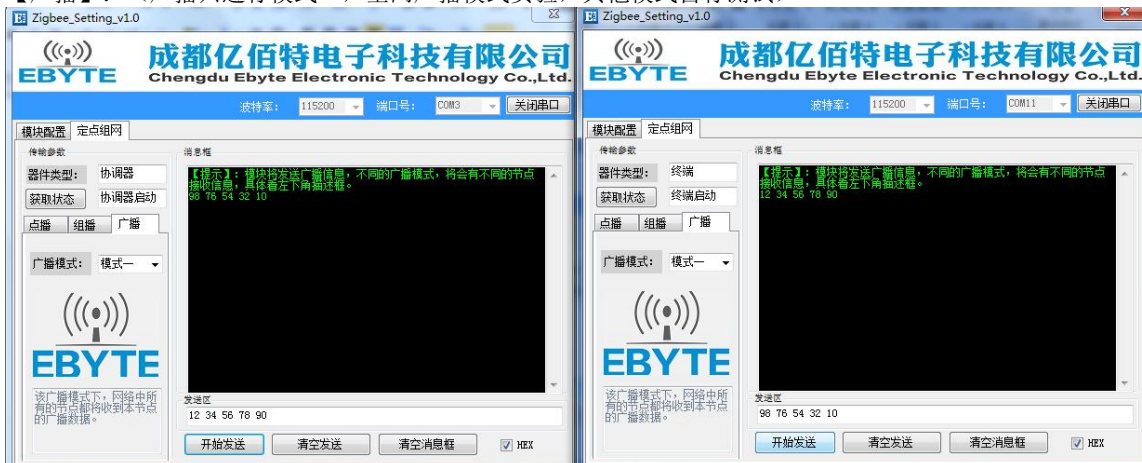 Zigbee_Setting_v1.0
EBYTE
成都亿佰特电子科技有限公司
Chengdu Ebyte Electronic Technology Co.,Ltd.
波特率: 115200 端口号: COM3 关闭串口
模块配置 定点组网
传输参数
器件类型: 协调器
获取状态 协调器启动
点播 组播 广播
广播模式: 模式一
EBYTE
该广播模式下,网络中所
有的节点都将收到本节点
的广播数据。
消息框
【提示】:模块将发送广播信息,不同的广播模式,将会有不同的节点
接收信息,具体看左下角描述框。
98 76 54 32 10
发送区
12 34 56 78 90
开始发送 清空发送 清空消息框 HEX
Zigbee_Setting_v1.0
EBYTE
成都亿佰特电子科技有限公司
Chengdu Ebyte Electronic Technology Co.,Ltd.
波特率: 115200 端口号: COM11 关闭串口
模块配置 定点组网
传输参数
器件类型: 终端
获取状态 终端启动
点播 组播 广播
广播模式: 模式一
EBYTE
该广播模式下,网络中所
有的节点都将收到本节点
的广播数据。
消息框
【提示】:模块将发送广播信息,不同的广播模式,将会有不同的节点
接收信息,具体看左下角描述框。
12 34 56 78 90
发送区
98 76 54 32 10
开始发送 清空发送 清空消息框 HEX